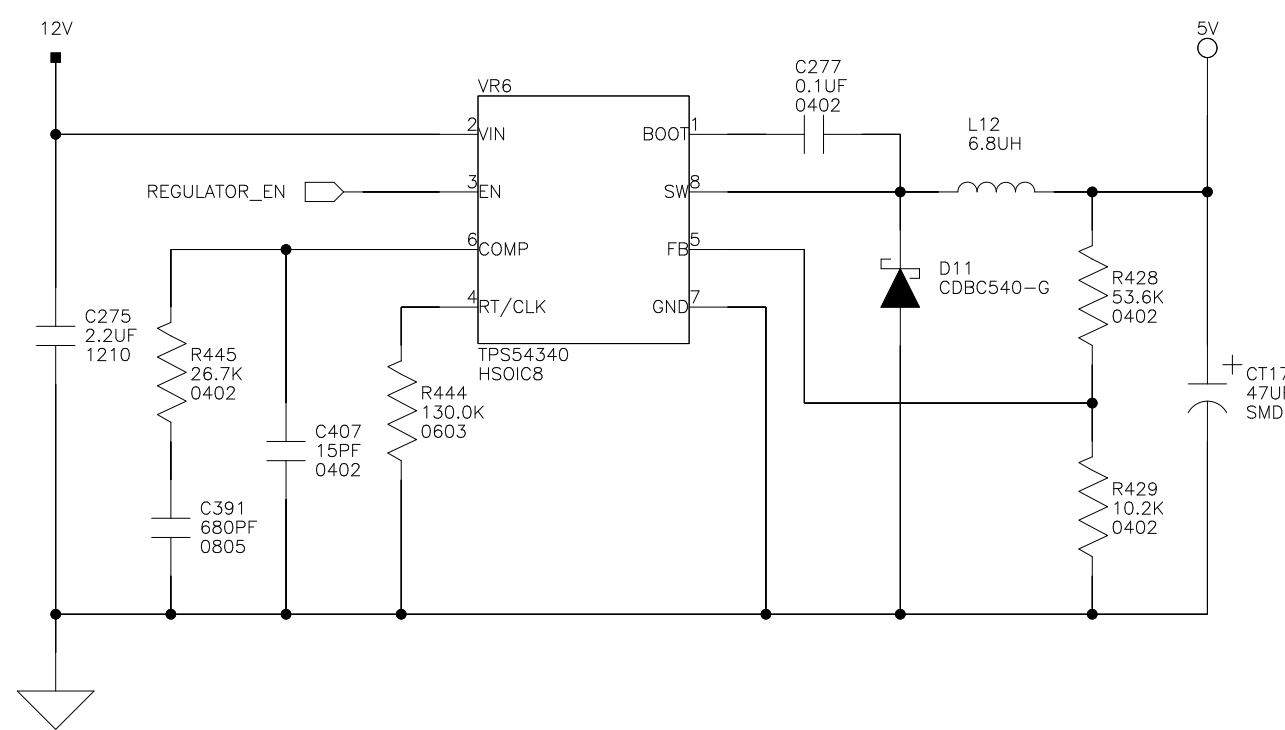 12V
5V
C277
0.1UF
0402
VR6
2
VIN
BOOT
1
L12
6.8UH
REGULATOR_EN
3
EN
SW
8
6
COMP
FB
5
D11
CDBC540-G
R428
53.6K
0402
4
RT/CLK
GND
7
C275
2.2UF
1210
TPS54340
HSOIC8
R445
26.7K
0402
R444
130.0K
0603
+
CT17
47U
SMD
C407
15PF
0402
C391
680PF
0805
R429
10.2K
0402